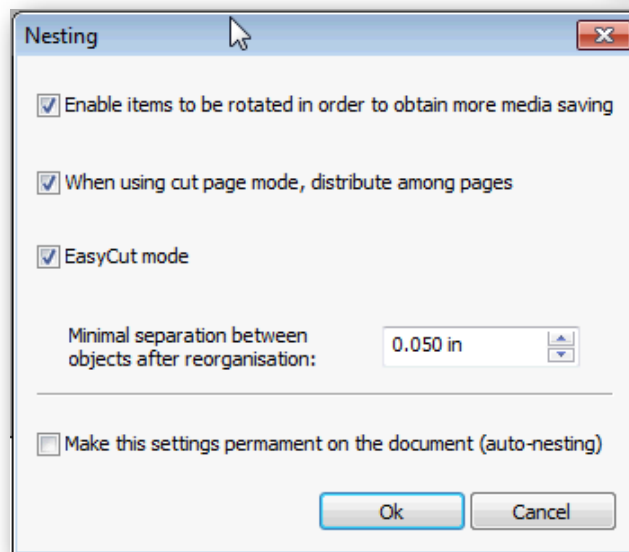 Nesting
Enable items to be rotated in order to obtain more media saving
When using cut page mode, distribute among pages
EasyCut mode
Minimal separation between
objects after reorganisation:
0.050 in
Make this settings permament on the document (auto-nesting)
Ok
Cancel